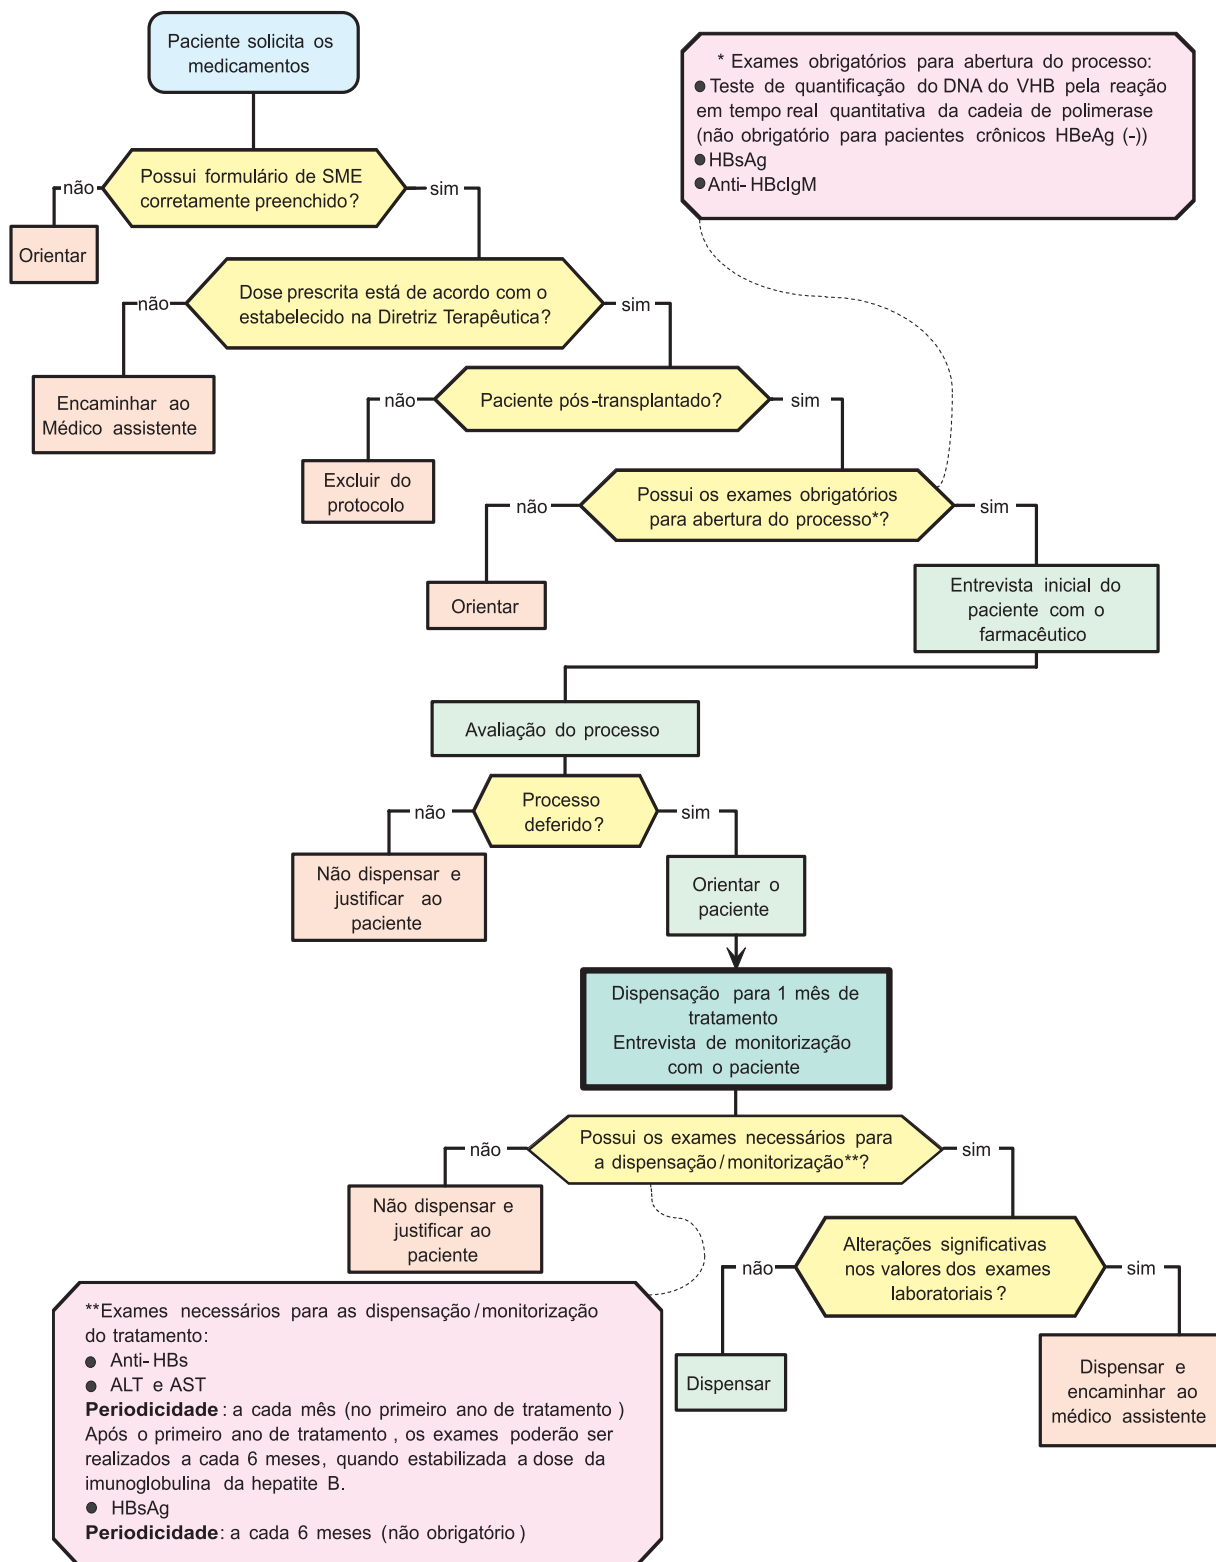 Paciente solicita os
medicamentos
* Exames obrigatórios para abertura do processo:
● Teste de quantificação do DNA do VHB pela reação
em tempo real quantitativa da cadeia de polimerase
(não obrigatório para pacientes crônicos HBeAg (-))
● HBsAg
● Anti-HBcIgM
não
Possui formulário de SME
corretamente preenchido?
sim
Orientar
não
Dose prescrita está de acordo com o
estabelecido na Diretriz Terapêutica?
sim
Encaminhar ao
Médico assistente
não
Paciente pós-transplantado?
sim
Excluir do
protocolo
não
Possui os exames obrigatórios
para abertura do processo*?
sim
Orientar
Entrevista inicial do
paciente com o
farmacêutico
Avaliação do processo
não
Processo
deferido?
sim
Não dispensar e
justificar ao
paciente
Orientar o
paciente
Dispensação para 1 mês de
tratamento
Entrevista de monitorização
com o paciente
não
Possui os exames necessários para
a dispensação/monitorização**?
sim
Não dispensar e
justificar ao
paciente
não
Alterações significativas
nos valores dos exames
laboratoriais?
sim
Dispensar
Dispensar e
encaminhar ao
médico assistente
**Exames necessários para as dispensação/monitorização
do tratamento:
● Anti-HBs
● ALT e AST
Periodicidade: a cada mês (no primeiro ano de tratamento)
Após o primeiro ano de tratamento, os exames poderão ser
realizados a cada 6 meses, quando estabilizada a dose da
imunoglobulina da hepatite B.
● HBsAg
Periodicidade: a cada 6 meses (não obrigatório)